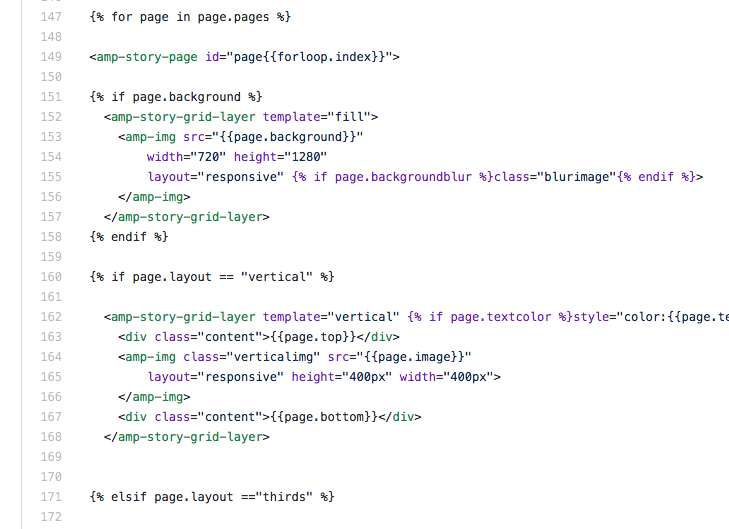 147 {% for page in page.pages %}
148
149 <amp-story-page id="page{{forloop.index}}">
150
151 {% if page.background %}
152 <amp-story-grid-layer template="fill">
153 <amp-img src="{{page.background}}"
154 width="720" height="1280"
155 layout="responsive" {% if page.backgroundblur %}class="blurimage"{% endif %}>
156 </amp-img>
157 </amp-story-grid-layer>
158 {% endif %}
159
160 {% if page.layout == "vertical" %}
161
162 <amp-story-grid-layer template="vertical" {% if page.textcolor %}style="color:{{page.te
163 <div class="content">{{page.top}}</div>
164 <amp-img class="verticalimg" src="{{page.image}}"
165 layout="responsive" height="400px" width="400px">
166 </amp-img>
167 <div class="content">{{page.bottom}}</div>
168 </amp-story-grid-layer>
169
170
171 {% elsif page.layout =="thirds" %}
172